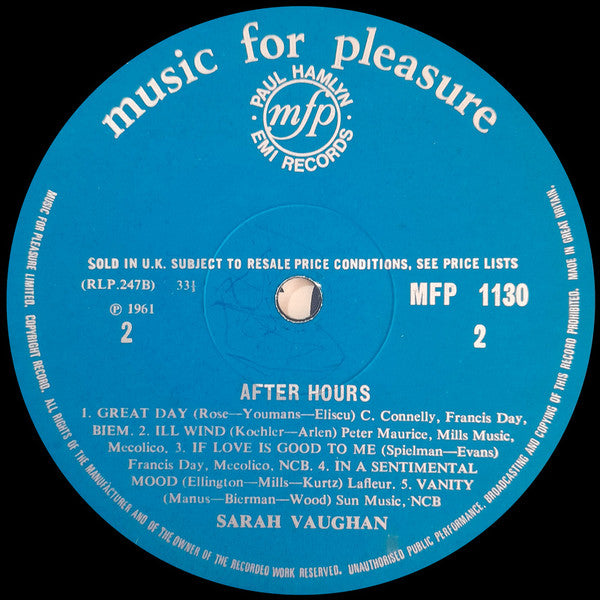 music for pleasure
PAUL HAMLYN
mfp
EMI RECORDS
SOLD IN U.K. SUBJECT TO RESALE PRICE CONDITIONS, SEE PRICE LISTS
(RLP.247B) 33⅓
MFP 1130
℗ 1961
2
2
AFTER HOURS
1. GREAT DAY (Rose—Youmans—Eliscu) C. Connelly, Francis Day,
BIEM. 2. ILL WIND (Koehler—Arlen) Peter Maurice, Mills Music,
Mecolico. 3. IF LOVE IS GOOD TO ME (Spielman—Evans)
Francis Day, Mecolico, NCB. 4. IN A SENTIMENTAL
MOOD (Ellington—Mills—Kurtz) Lafleur. 5. VANITY
(Manus—Bierman—Wood) Sun Music, NCB
SARAH VAUGHAN
MUSIC FOR PLEASURE LIMITED. COPYRIGHT RECORD. ALL RIGHTS OF THE MANUFACTURER AND OF THE OWNER OF THE RECORDED WORK RESERVED. UNAUTHORISED PUBLIC PERFORMANCE, BROADCASTING AND COPYING OF THIS RECORD PROHIBITED. MADE IN GREAT BRITAIN.